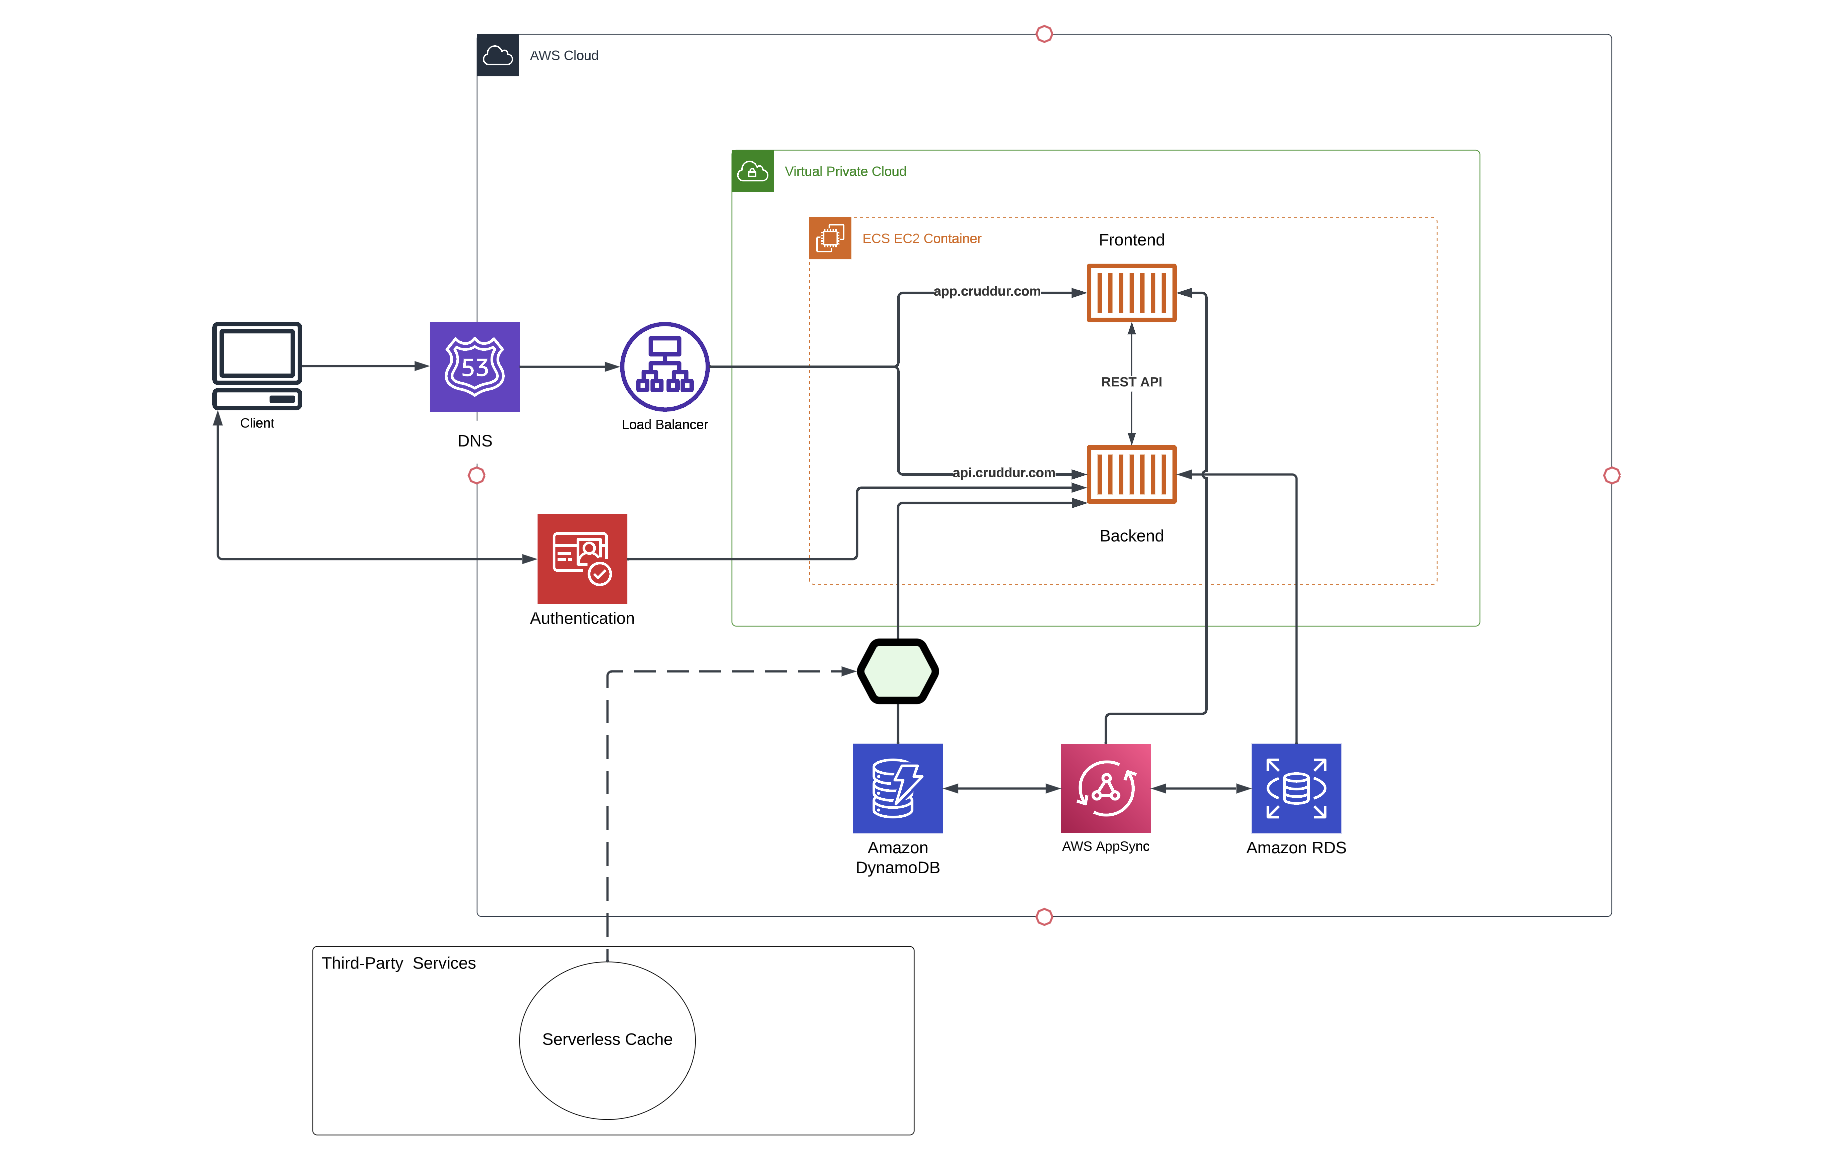 AWS Cloud
Virtual Private Cloud
ECS EC2 Container
Frontend
app.cruddur.com
53
REST API
Client
Load Balancer
DNS
api.cruddur.com
Backend
Authentication
Amazon
DynamoDB
AWS AppSync
Amazon RDS
Third-Party  Services
Serverless Cache